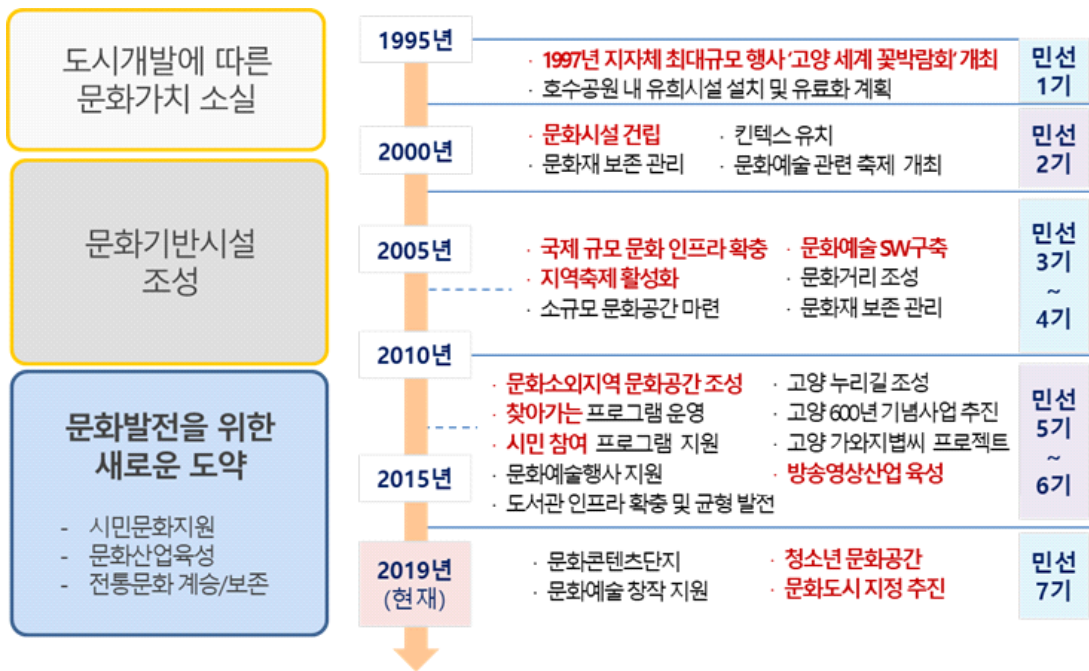 도시개발에 따른
문화가치 소실
문화기반시설
조성
문화발전을 위한
새로운 도약
- 시민문화지원
- 문화산업육성
- 전통문화 계승/보존
1995년
· 1997년 지자체 최대규모 행사 '고양 세계 꽃박람회' 개최
· 호수공원 내 유희시설 설치 및 유료화 계획
민선
1기
2000년
· 문화시설 건립
· 킨텍스 유치
· 문화재 보존 관리
· 문화예술 관련 축제 개최
민선
2기
2005년
· 국제 규모 문화 인프라 확충
· 문화예술 SW구축
· 지역축제 활성화
· 문화거리 조성
· 소규모 문화공간 마련
· 문화재 보존 관리
민선
3기
~
4기
2010년
· 문화소외지역 문화공간 조성
· 고양 누리길 조성
· 찾아가는 프로그램 운영
· 고양 600년 기념사업 추진
· 시민 참여 프로그램 지원
· 고양 가와지볍씨 프로젝트
2015년
· 문화예술행사 지원
· 방송영상산업 육성
· 도서관 인프라 확충 및 균형 발전
민선
5기
~
6기
2019년
(현재)
· 문화콘텐츠단지
· 청소년 문화공간
· 문화예술 창작 지원
· 문화도시 지정 추진
민선
7기